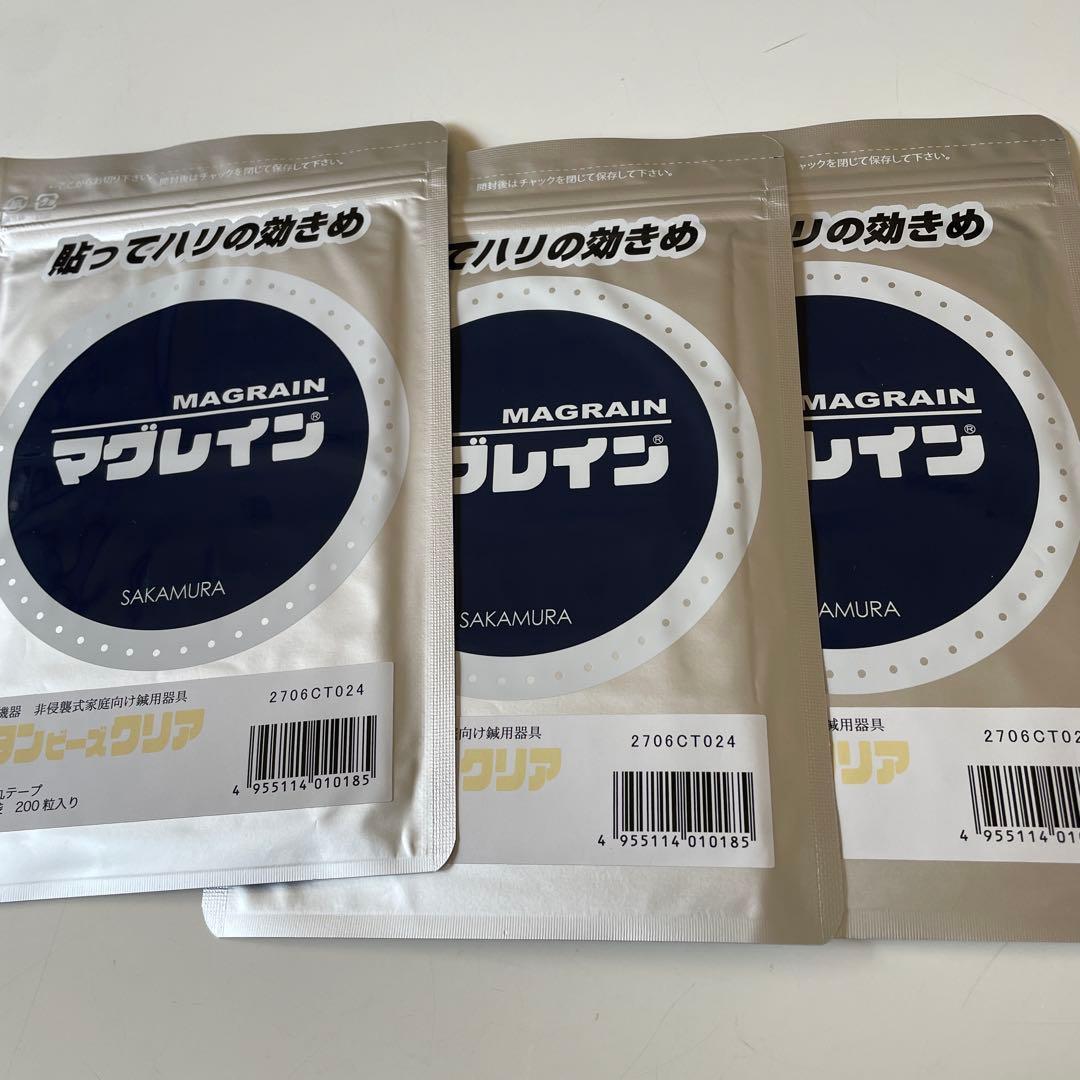 ここからお切り下さい。 開封後はチャックを閉じて保存して下さい。
プラ
貼ってハリの効きめ
MAGRAIN
マグレイン®
SAKAMURA
機器 非侵襲式家庭向け鍼用器具
2706CT024
タンビーズクリア
丸テープ
袋 200粒入り
4 955114 010185
開封後はチャックを閉じて保存して下さい。
てハリの効きめ
MAGRAIN
グレイン®
SAKAMURA
向け鍼用器具
2706CT024
クリア
4 955114 010185
ャックを閉じて保存して下さい。
リの効きめ
MAGRAIN
レイン®
AMURA
鍼用器具
2706CT02
リア
4 955114 01